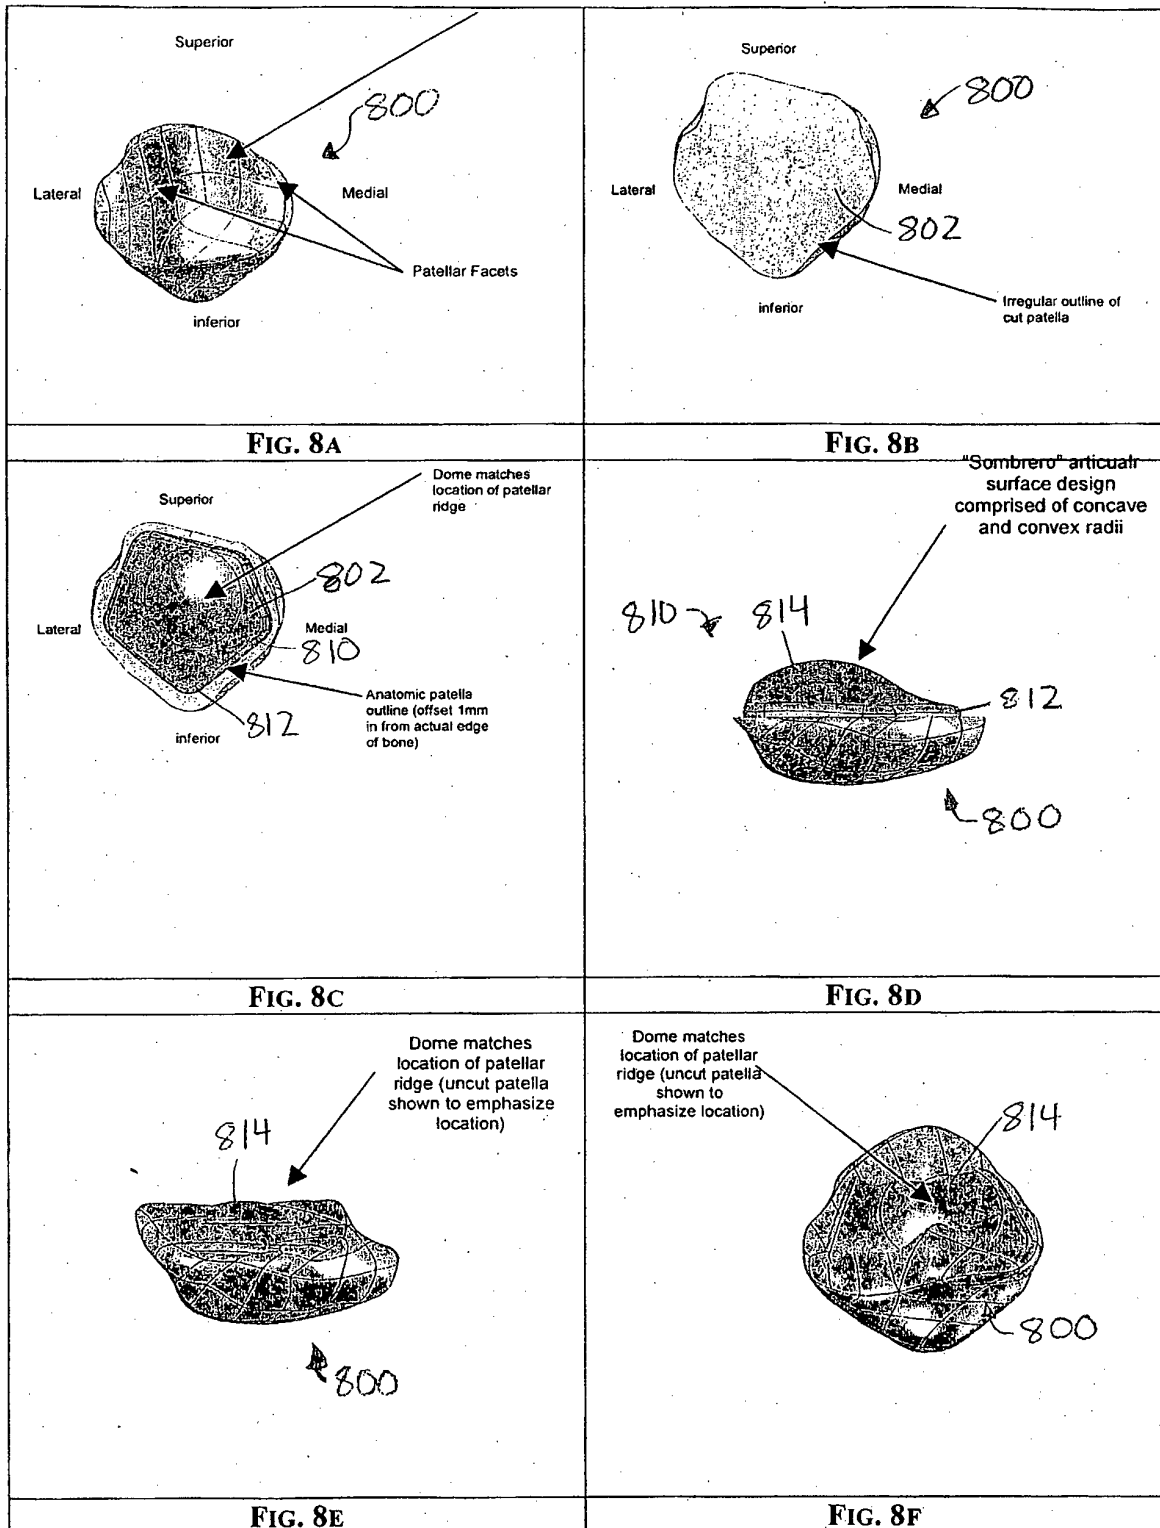 Superior
800
Lateral
Medial
Patellar Facets
inferior
FIG. 8A
Superior
800
Lateral
Medial
802
Irregular outline of
cut patella
inferior
FIG. 8B
Dome matches
location of patellar
ridge
Superior
802
Lateral
Medial
810
Anatomic patella
outline (offset 1mm
in from actual edge
of bone)
812
inferior
FIG. 8C
"Sombrero" articualr
surface design
comprised of concave
and convex radii
810
814
812
800
FIG. 8D
Dome matches
location of patellar
ridge (uncut patella
shown to emphasize
location)
814
800
FIG. 8E
Dome matches
location of patellar
ridge (uncut patella
shown to
emphasize location)
814
800
FIG. 8F